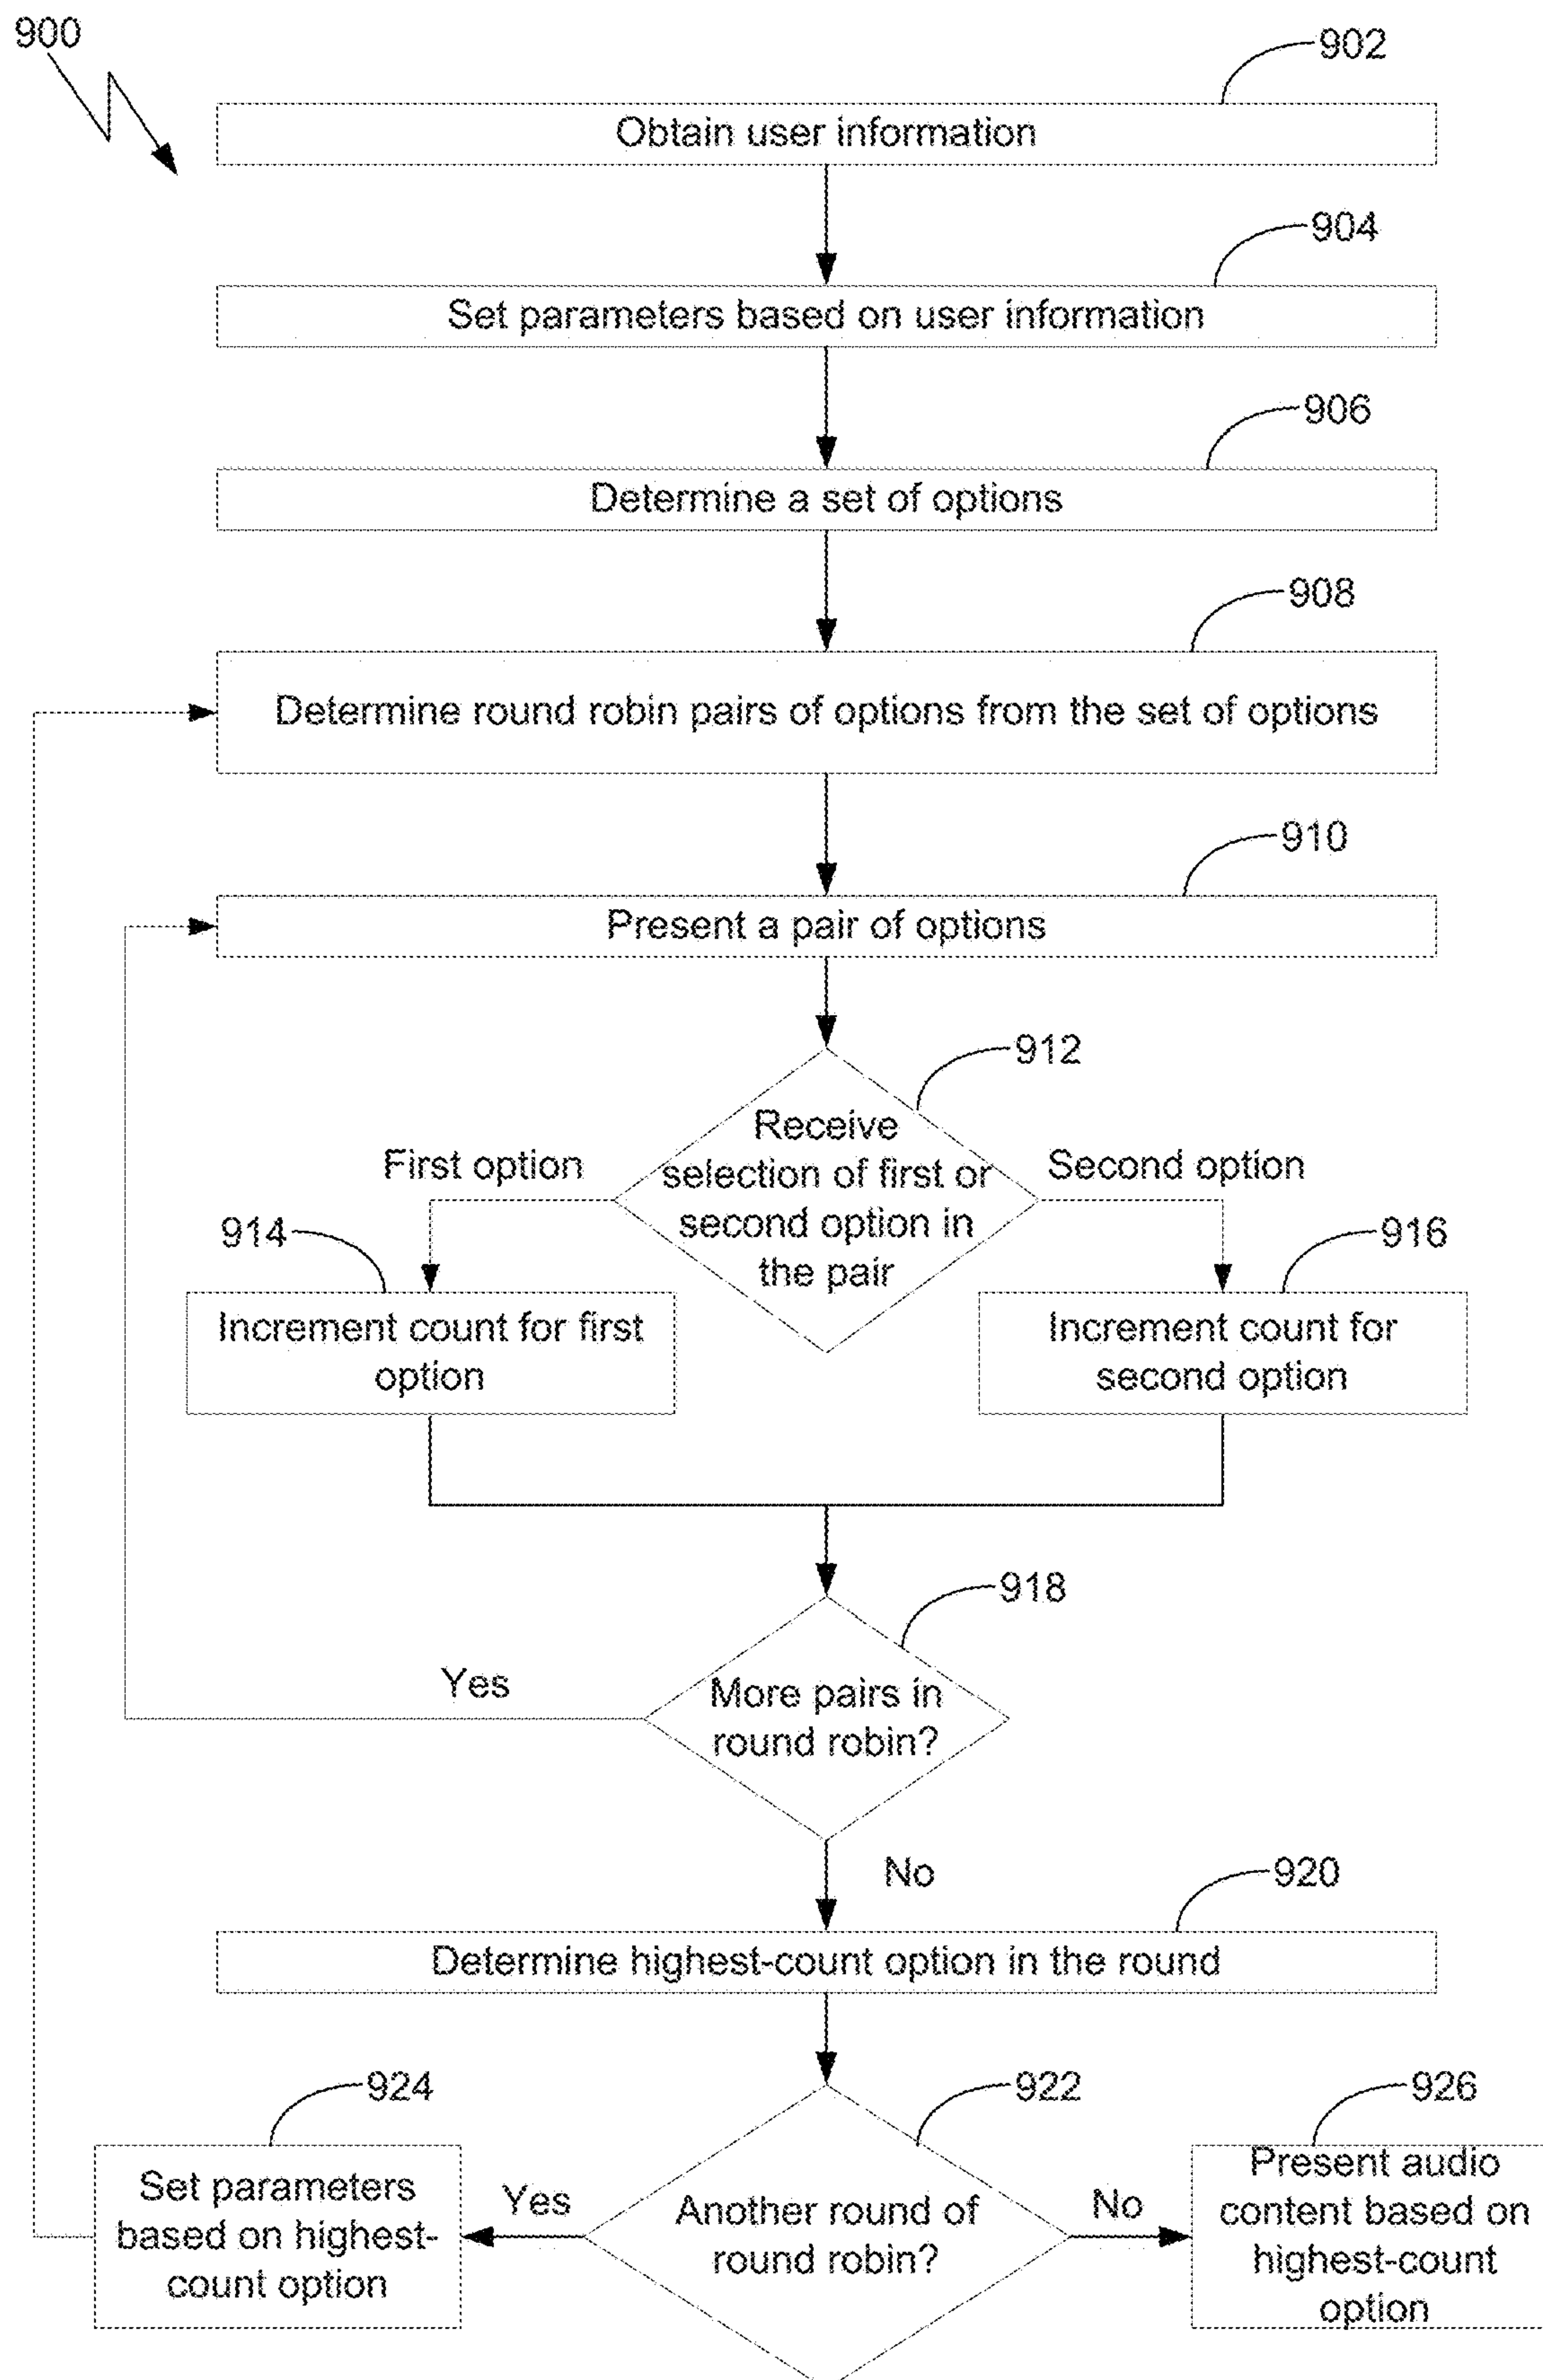 900
902
Obtain user information
904
Set parameters based on user information
906
Determine a set of options
908
Determine round robin pairs of options from the set of options
910
Present a pair of options
912
Receive
selection of first or
second option in
the pair
First option
Second option
914
916
Increment count for first
option
Increment count for
second option
918
More pairs in
round robin?
Yes
No
920
Determine highest-count option in the round
924
922
926
Set parameters
based on highest-
count option
Yes
Another round of
round robin?
No
Present audio
content based on
highest-count
option